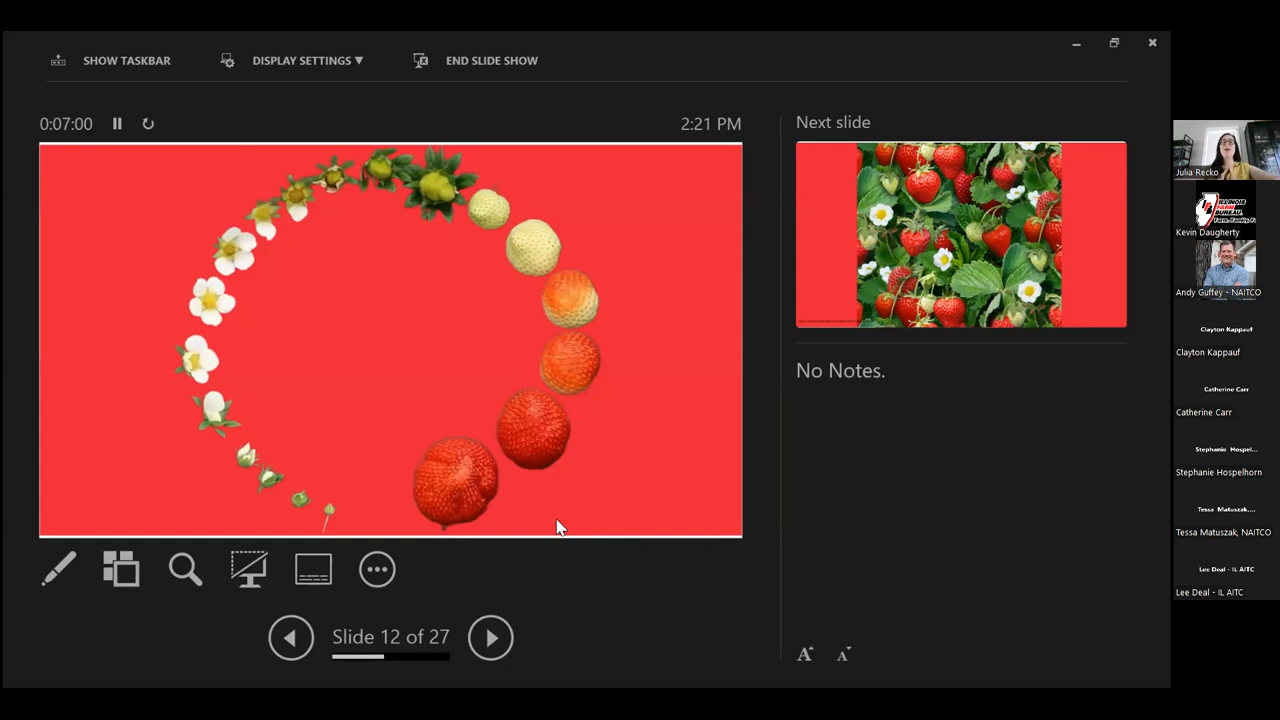 SHOW TASKBAR
DISPLAY SETTINGS ▼
END SLIDE SHOW
0:07:00
2:21 PM
Next slide
No Notes.
Slide 12 of 27
A A
Julia Recko
ILLINOIS
FARM
BUREAU
Farm. Family. F
Kevin Daugherty
Andy Guffey - NAITCO
Clayton Kappauf
Clayton Kappauf
Catherine Carr
Catherine Carr
Stephanie Hospel...
Stephanie Hospelhorn
Tessa Matuszak,...
Tessa Matuszak, NAITCO
Lee Deal - IL AITC
Lee Deal - IL AITC